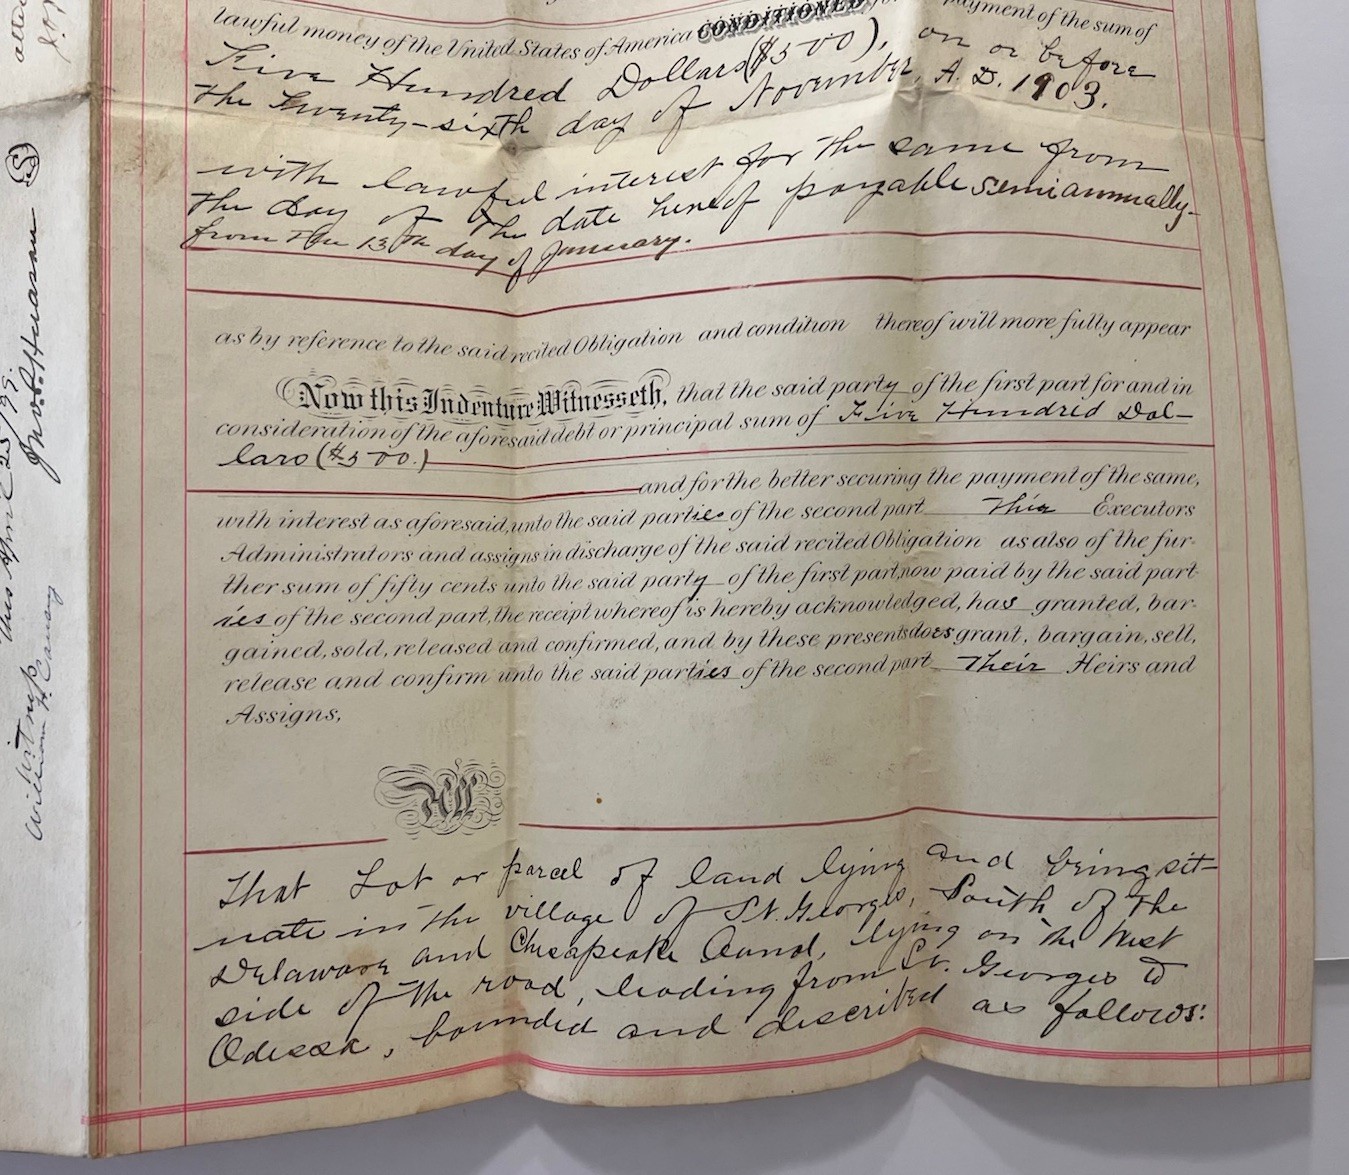 lawful money of the United States of America CONDITIONED for payment of the sum of
Five Hundred Dollars ($500), on or before
the twenty-sixth day of November, A. D. 1903.
with lawful interest for the same from
the day of the date hereof payable semiannually-
from the 13th day of January.
as by reference to the said recited Obligation and condition thereof will more fully appear
Now this Indenture Witnesseth, that the said party of the first part for and in
consideration of the aforesaid debt or principal sum of Five Hundred Dol-
lars ($500.)
and for the better securing the payment of the same,
with interest as aforesaid, unto the said parties of the second part Thir Executors
Administrators and assigns in discharge of the said recited Obligation as also of the fur-
ther sum of fifty cents unto the said party of the first part, now paid by the said part
ies of the second part, the receipt whereof is hereby acknowledged, has granted, bar-
gained, sold, released and confirmed, and by these presents does grant, bargain, sell,
release and confirm unto the said parties of the second part Their Heirs and
Assigns,
All
That Lot or parcel of land lying and being sit-
uate in the village of St. Georges, South of the
Delaware and Chesapeake Canal, lying on the West
side of the road, leading from St. Georges to
Odessa, bounded and described as follows:
this April 25/99.
Witness
William H.